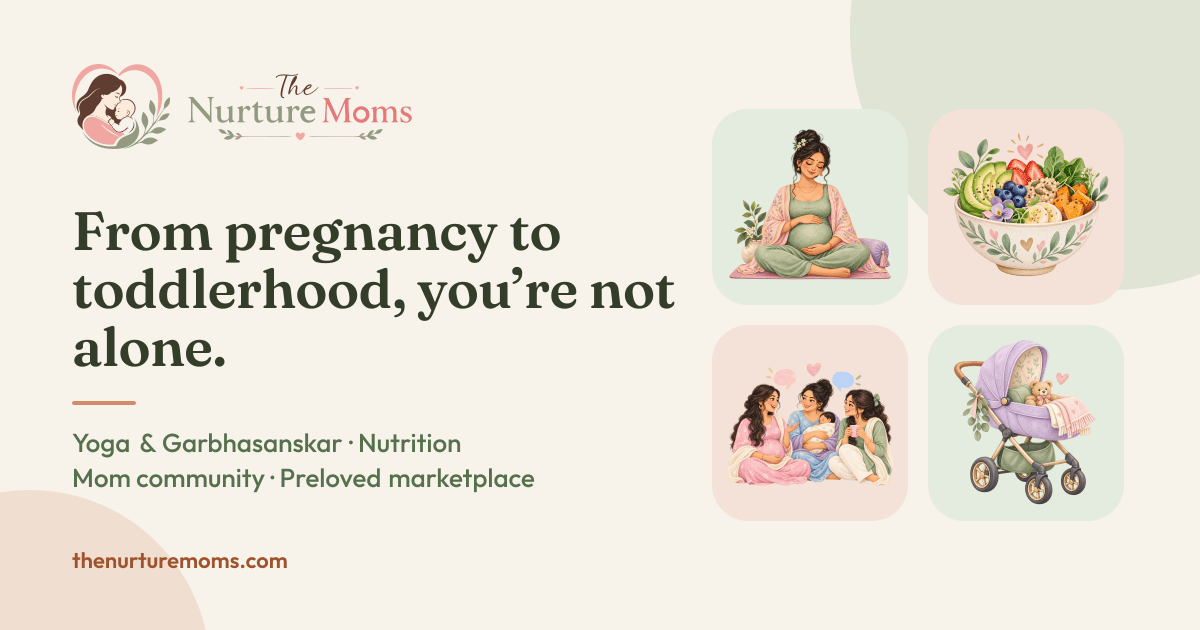 The
Nurture Moms
From pregnancy to
toddlerhood, you’re not
alone.
Yoga & Garbhasanskar · Nutrition
Mom community · Preloved marketplace
thenurturemoms.com